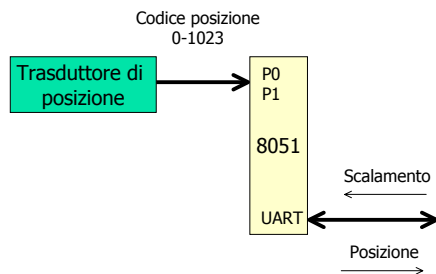 Codice posizione
0-1023
Trasduttore di
posizione
P0
P1
8051
Scalamento
UART
Posizione